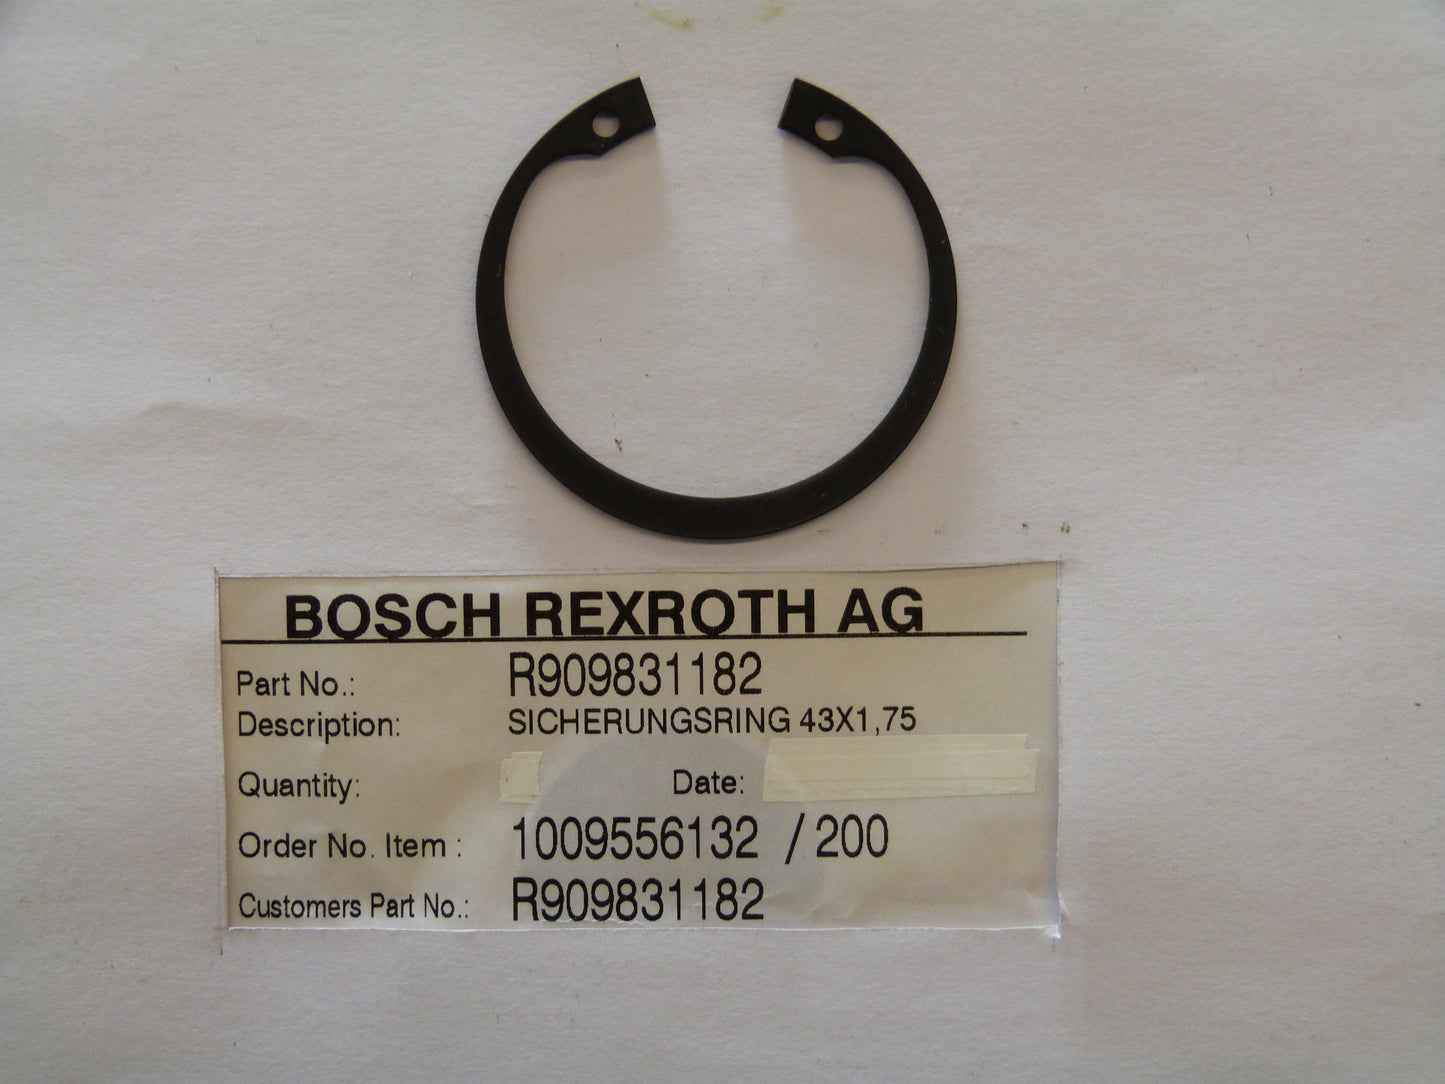 BOSCH REXROTH AG
Part No.: R909831182
Description: SICHERUNGSRING 43X1,75
Quantity: Date:
Order No. Item : 1009556132 / 200
Customers Part No.: R909831182